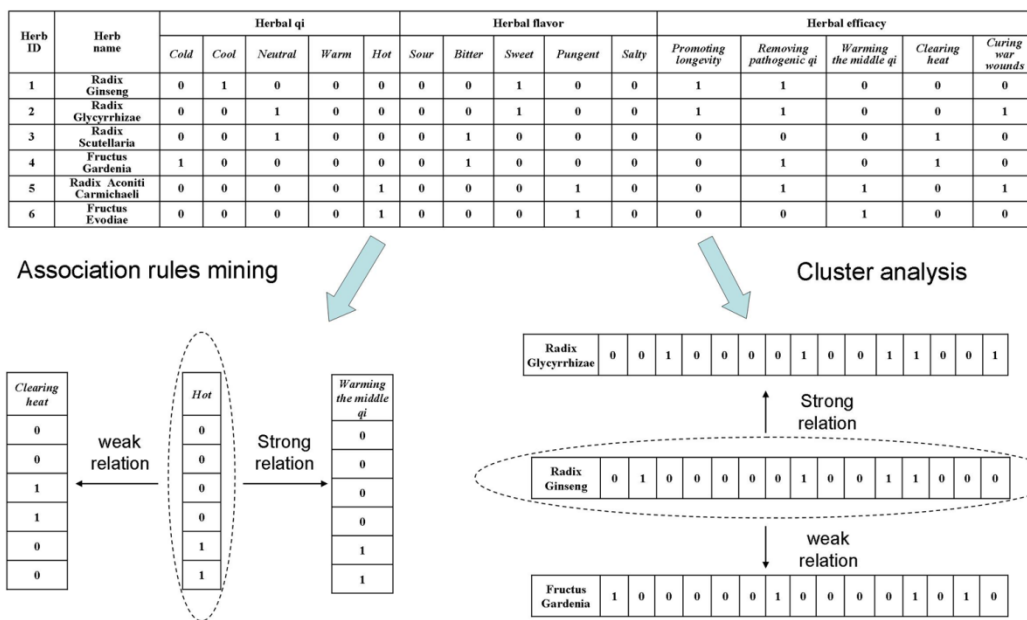 Herb ID Herb name Herbal qi Herbal flavor Herbal efficacy
Cold Cool Neutral Warm Hot Sour Bitter Sweet Pungent Salty Promoting longevity Removing pathogenic qi Warming the middle qi Clearing heat Curing war wounds
1 Radix Ginseng 0 1 0 0 0 0 0 1 0 0 1 1 0 0 0
2 Radix Glycyrrhizae 0 0 1 0 0 0 0 1 0 0 1 1 0 0 1
3 Radix Scutellaria 0 0 1 0 0 0 1 0 0 0 0 0 0 1 0
4 Fructus Gardenia 1 0 0 0 0 0 1 0 0 0 0 1 0 1 0
5 Radix Aconiti Carmichaeli 0 0 0 0 1 0 0 0 1 0 0 1 1 0 1
6 Fructus Evodiae 0 0 0 0 1 0 0 0 1 0 0 0 1 0 0
Association rules mining
Clearing heat
0
0
1
1
0
0
weak
relation
Hot
0
0
0
0
1
1
Strong
relation
Warming
the middle
qi
0
0
0
0
1
1
Cluster analysis
Radix Glycyrrhizae 0 0 1 0 0 0 0 1 0 0 1 1 0 0 1
Strong
relation
Radix Ginseng 0 1 0 0 0 0 0 1 0 0 1 1 0 0 0
weak
relation
Fructus Gardenia 1 0 0 0 0 0 1 0 0 0 0 1 0 1 0